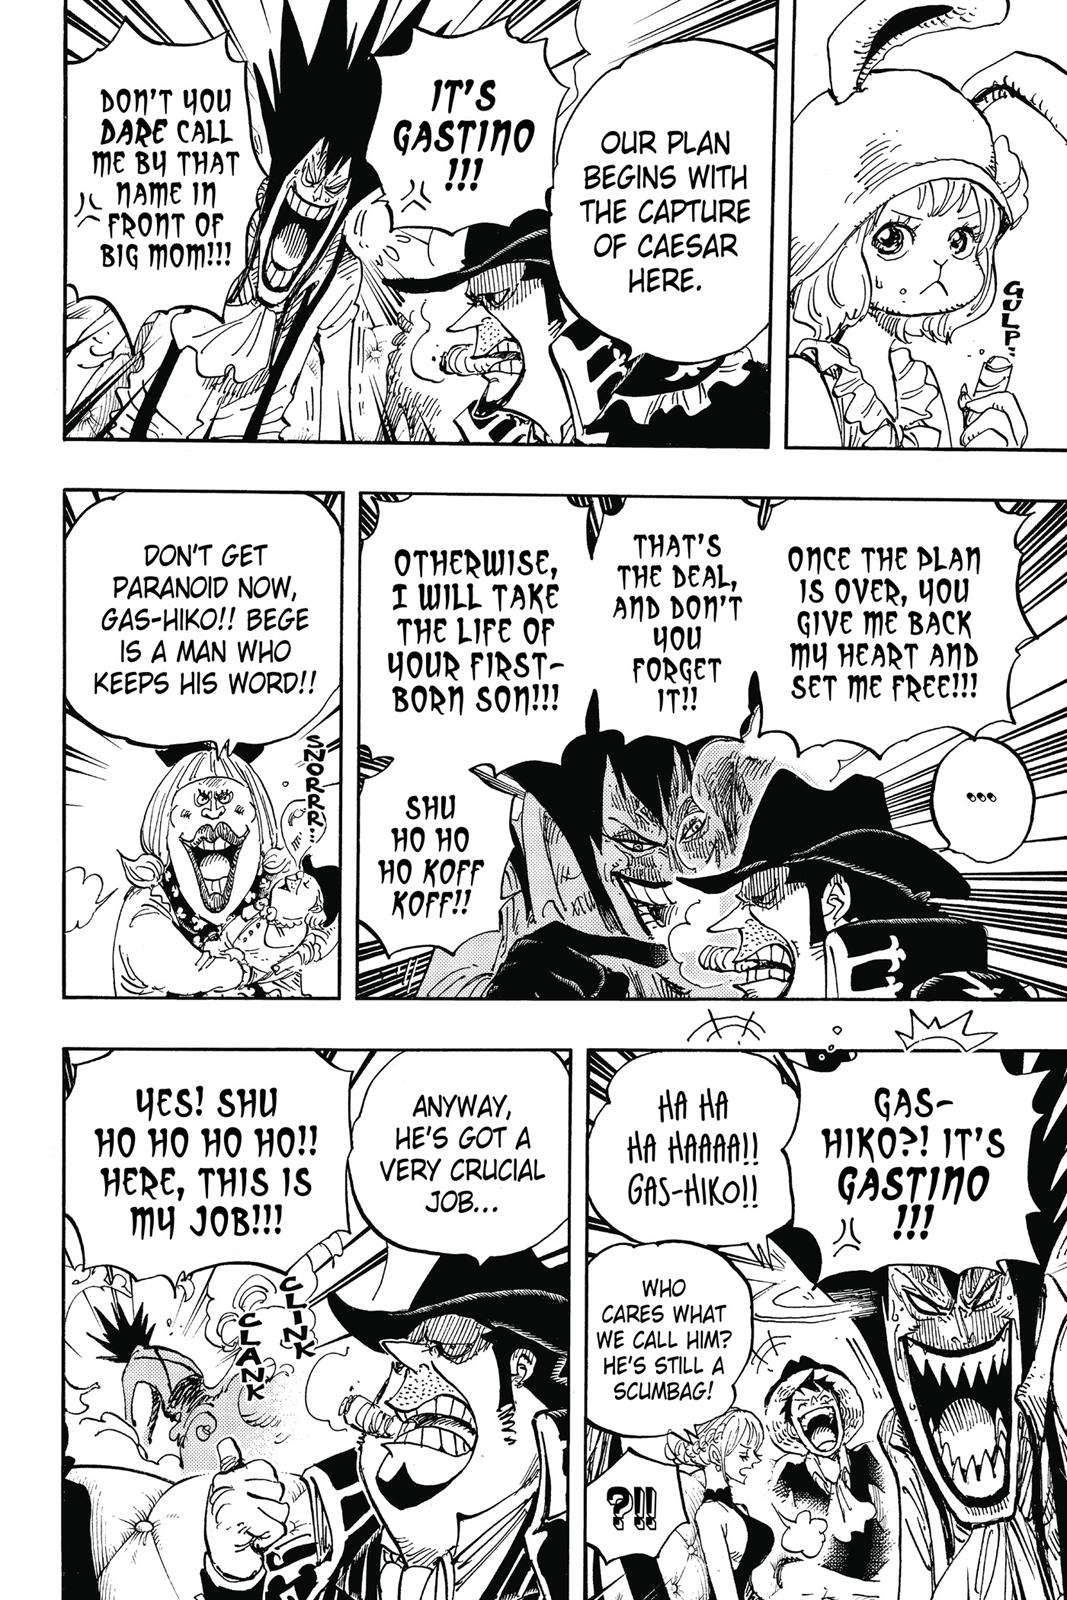 GULP..
OUR PLAN
BEGINS WITH
THE CAPTURE
OF CAESAR
HERE.
IT'S
GASTINO
!!!
DON'T YOU
DARE CALL
ME BY THAT
NAME IN
FRONT OF
BIG MOM!!!
ONCE THE PLAN
IS OVER, YOU
GIVE ME BACK
MY HEART AND
SET ME FREE!!!
THAT'S
THE DEAL,
AND DON'T
YOU
FORGET
IT!!
...
OTHERWISE,
I WILL TAKE
THE LIFE OF
YOUR FIRST-
BORN SON!!!
SHU
HO HO
HO KOFF
KOFF!!
DON'T GET
PARANOID NOW,
GAS-HIKO!! BEGE
IS A MAN WHO
KEEPS HIS WORD!!
SNORRR...
GAS-
HIKO?! IT'S
GASTINO
!!!
HA HA
HA HAAAA!!
GAS-HIKO!!
WHO
CARES WHAT
WE CALL HIM?
HE'S STILL A
SCUMBAG!
?!!
ANYWAY,
HE'S GOT A
VERY CRUCIAL
JOB...
YES! SHU
HO HO HO HO!!
HERE, THIS IS
MY JOB!!!
CLINK
CLANK